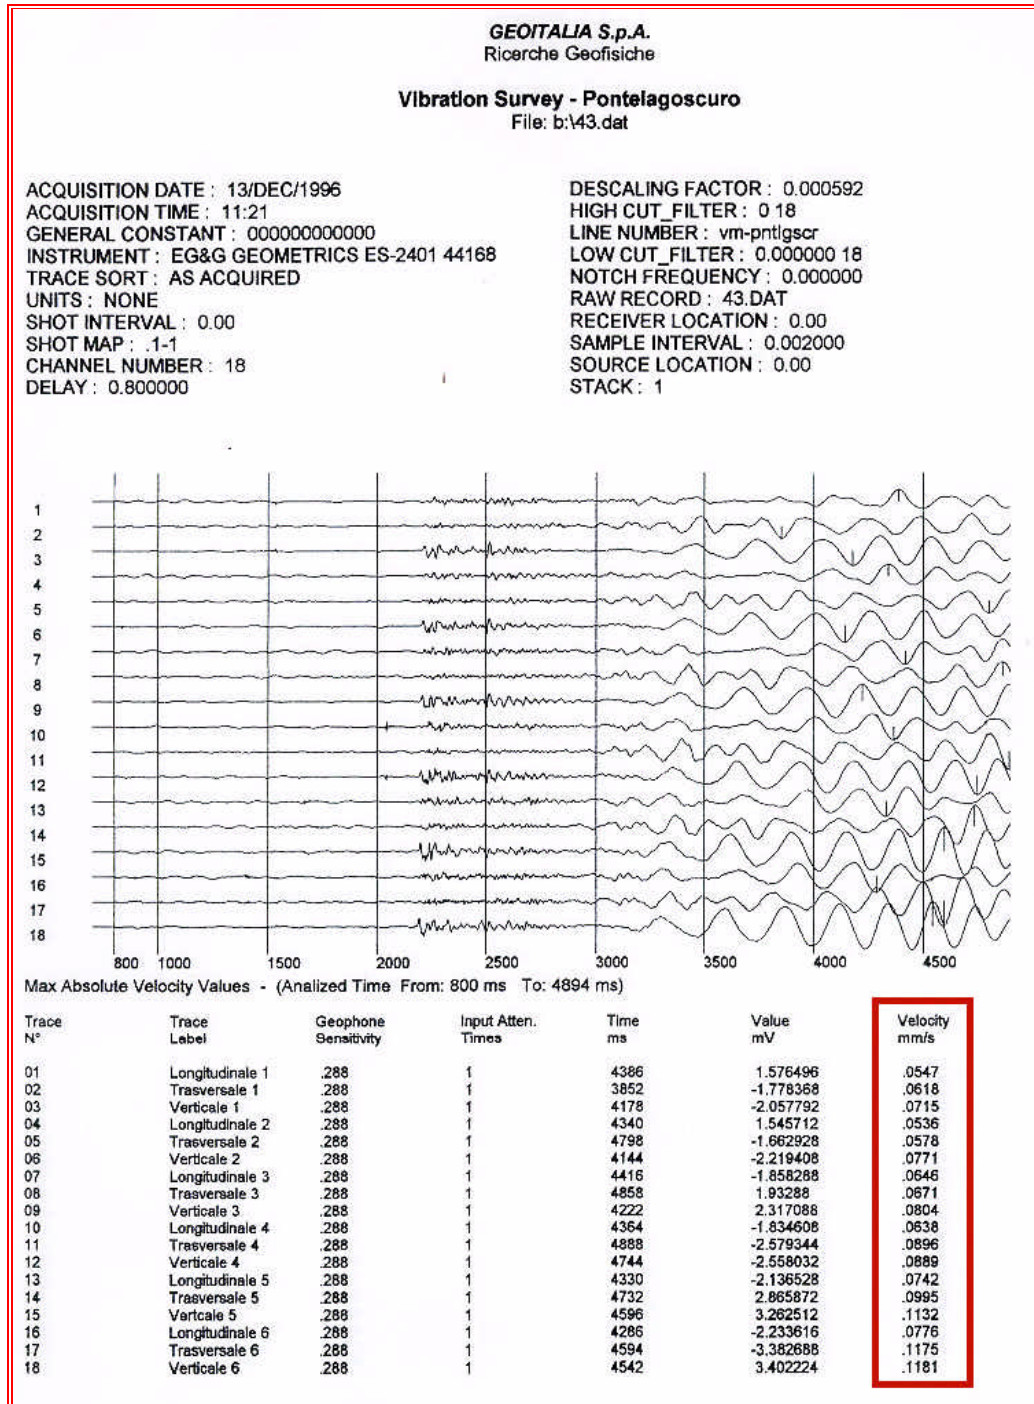 GEOITALIA S.p.A.
Ricerche Geofisiche
Vibration Survey - Pontelagoscuro
File: b:\43.dat
ACQUISITION DATE : 13/DEC/1996
ACQUISITION TIME : 11:21
GENERAL CONSTANT : 000000000000
INSTRUMENT : EG&G GEOMETRICS ES-2401 44168
TRACE SORT : AS ACQUIRED
UNITS : NONE
SHOT INTERVAL : 0.00
SHOT MAP : .1-1
CHANNEL NUMBER : 18
DELAY : 0.800000
DESCALING FACTOR : 0.000592
HIGH CUT_FILTER : 0 18
LINE NUMBER : vm-pntlgscr
LOW CUT_FILTER : 0.000000 18
NOTCH FREQUENCY : 0.000000
RAW RECORD : 43.DAT
RECEIVER LOCATION : 0.00
SAMPLE INTERVAL : 0.002000
SOURCE LOCATION : 0.00
STACK : 1
1
2
3
4
5
6
7
8
9
10
11
12
13
14
15
16
17
18
800 1000 1500 2000 2500 3000 3500 4000 4500
Max Absolute Velocity Values - (Analized Time From: 800 ms To: 4894 ms)
Trace Trace Geophone Input Atten. Time Value Velocity
N° Label Sensitivity Times ms mV mm/s
01 Longitudinale 1 .288 1 4386 1.576496 .0547
02 Trasversale 1 .288 1 3852 -1.778368 .0618
03 Verticale 1 .288 1 4178 -2.057792 .0715
04 Longitudinale 2 .288 1 4340 1.545712 .0536
05 Trasversale 2 .288 1 4798 -1.662928 .0578
06 Verticale 2 .288 1 4144 -2.219408 .0771
07 Longitudinale 3 .288 1 4416 -1.858288 .0646
08 Trasversale 3 .288 1 4858 1.93288 .0671
09 Verticale 3 .288 1 4222 2.317088 .0804
10 Longitudinale 4 .288 1 4364 -1.834608 .0638
11 Trasversale 4 .288 1 4888 -2.579344 .0896
12 Verticale 4 .288 1 4744 -2.558032 .0889
13 Longitudinale 5 .288 1 4330 -2.136528 .0742
14 Trasversale 5 .288 1 4732 2.865872 .0995
15 Vertcale 5 .288 1 4596 3.262512 .1132
16 Longitudinale 6 .288 1 4286 -2.233616 .0776
17 Trasversale 6 .288 1 4594 -3.382688 .1175
18 Verticale 6 .288 1 4542 3.402224 .1181